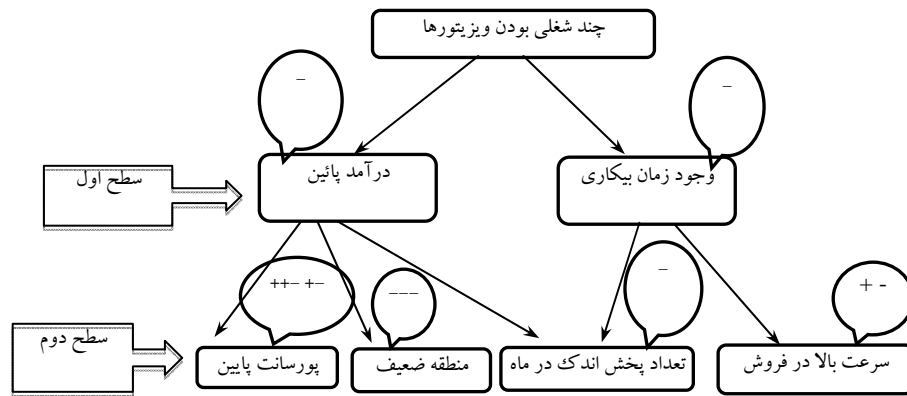 چند شغلی بودن ویزیتورها
–
–
سطح اول
درآمد پائین
وجود زمان بیکاری
++– +–
–––
–
+ -
سطح دوم
پورسانت پایین
منطقه ضعیف
تعداد پخش اندک در ماه
سرعت بالا در فروش